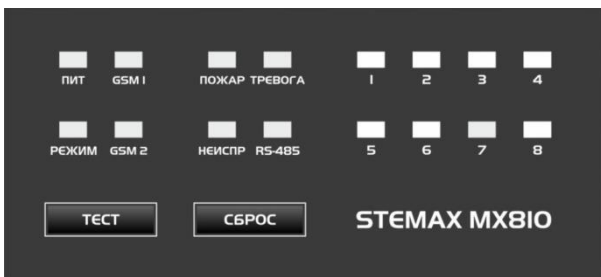 ПИТ GSM 1 ПОЖАР ТРЕВОГА 1 2 3 4
РЕЖИМ GSM 2 НЕИСПР RS-485 5 6 7 8
ТЕСТ СБРОС STEMAX MX810